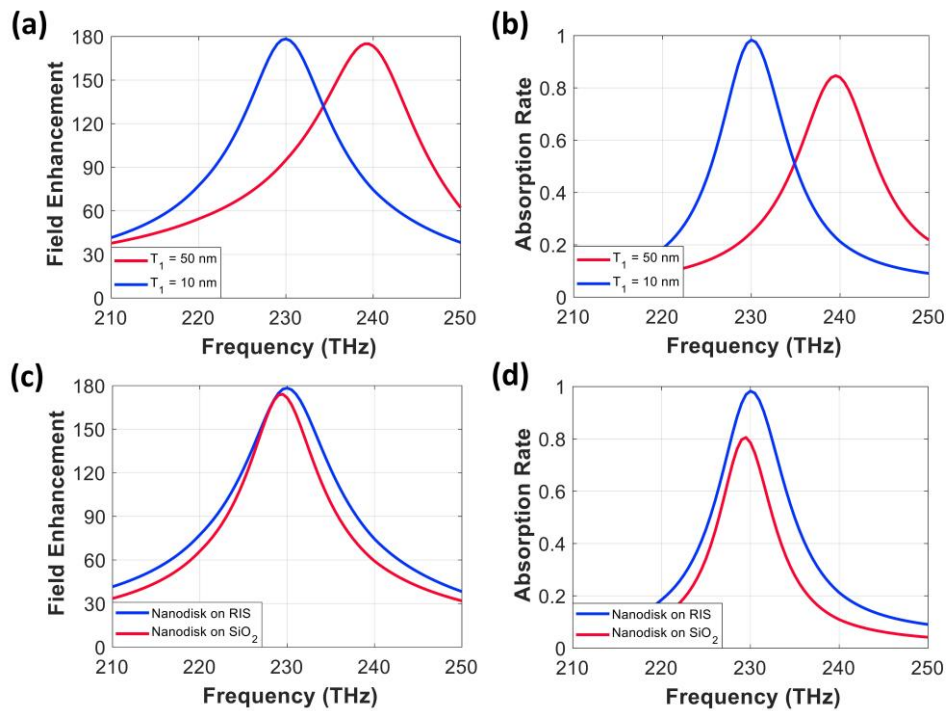 (a)
Field Enhancement
180
150
120
90
60
30
0
T₁ = 50 nm
T₁ = 10 nm
210 220 230 240 250
Frequency (THz)
(b)
Absorption Rate
1
0.8
0.6
0.4
0.2
0
T₁ = 50 nm
T₁ = 10 nm
210 220 230 240 250
Frequency (THz)
(c)
Field Enhancement
180
150
120
90
60
30
0
Nanodisk on RIS
Nanodisk on SiO₂
210 220 230 240 250
Frequency (THz)
(d)
Absorption Rate
1
0.8
0.6
0.4
0.2
0
Nanodisk on RIS
Nanodisk on SiO₂
210 220 230 240 250
Frequency (THz)